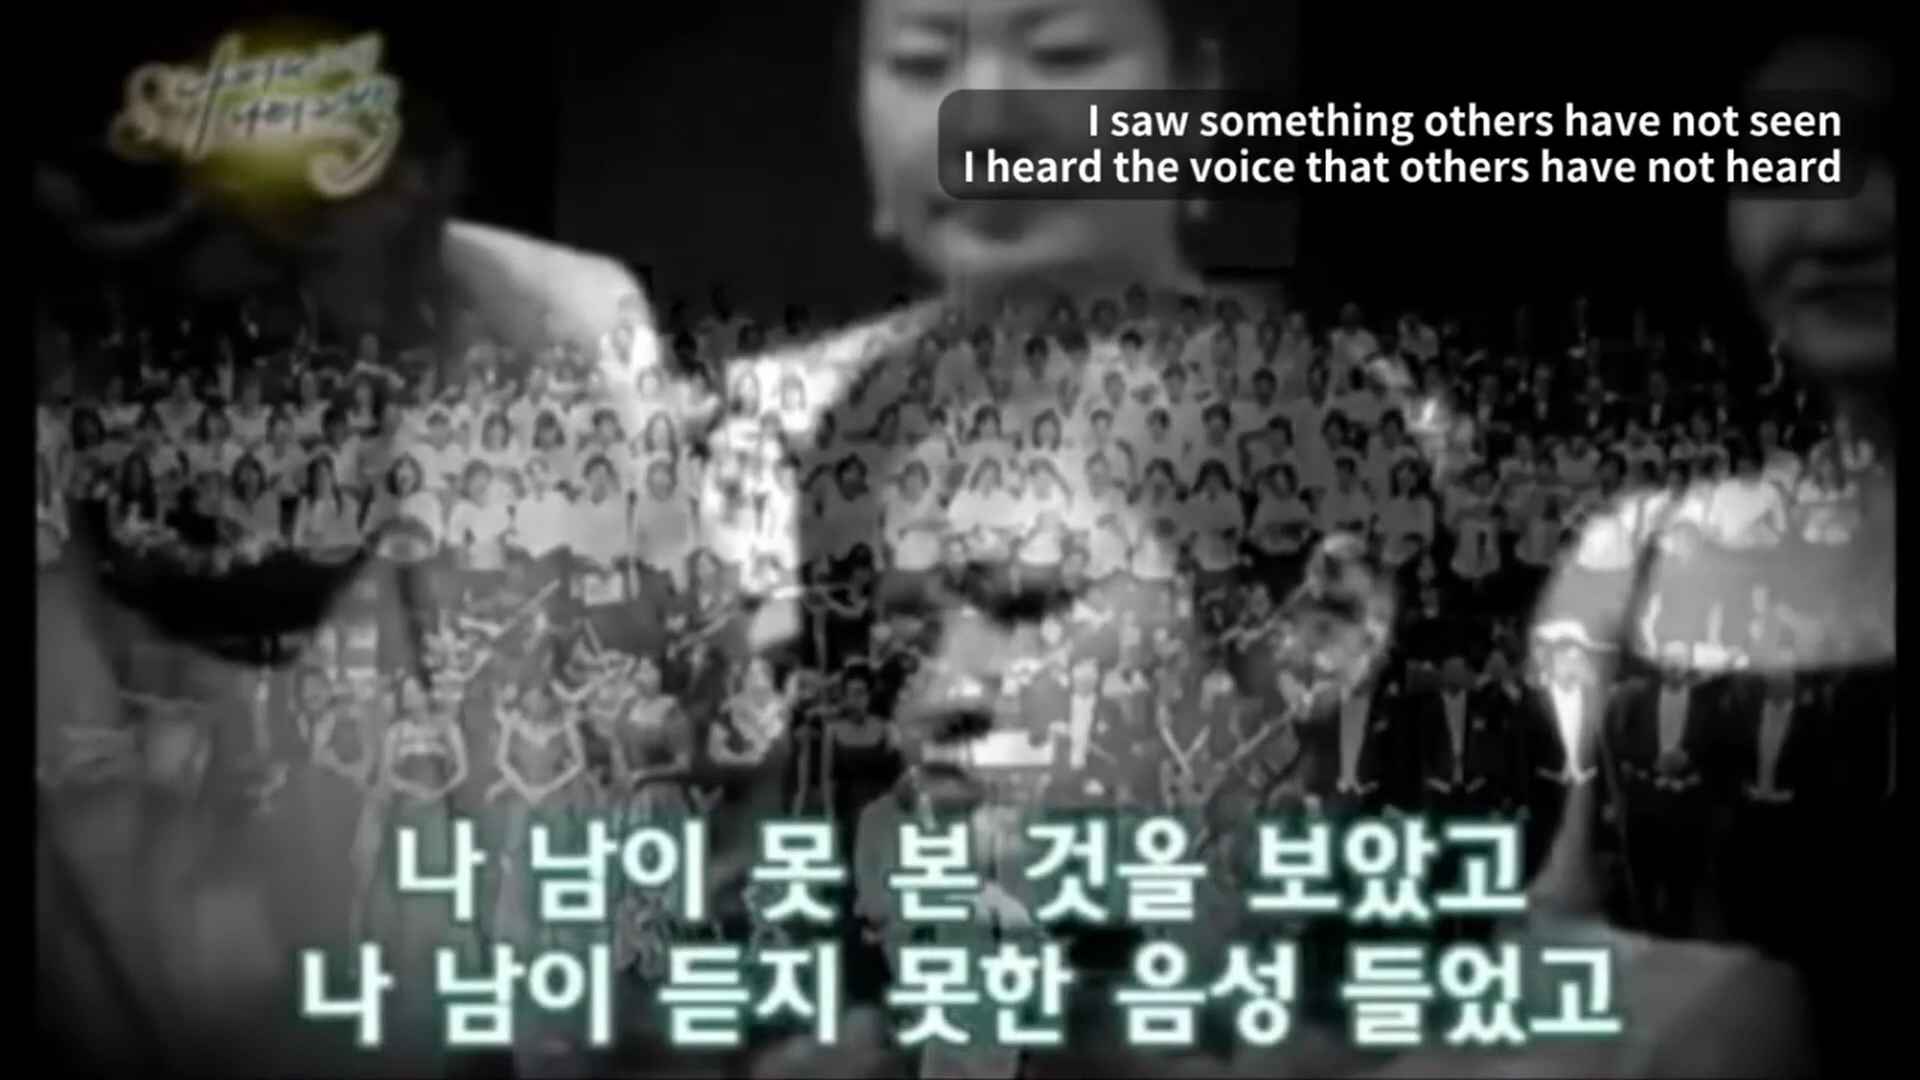 I saw something others have not seen
I heard the voice that others have not heard
나 남이 못 본 것을 보았고
나 남이 듣지 못한 음성 들었고